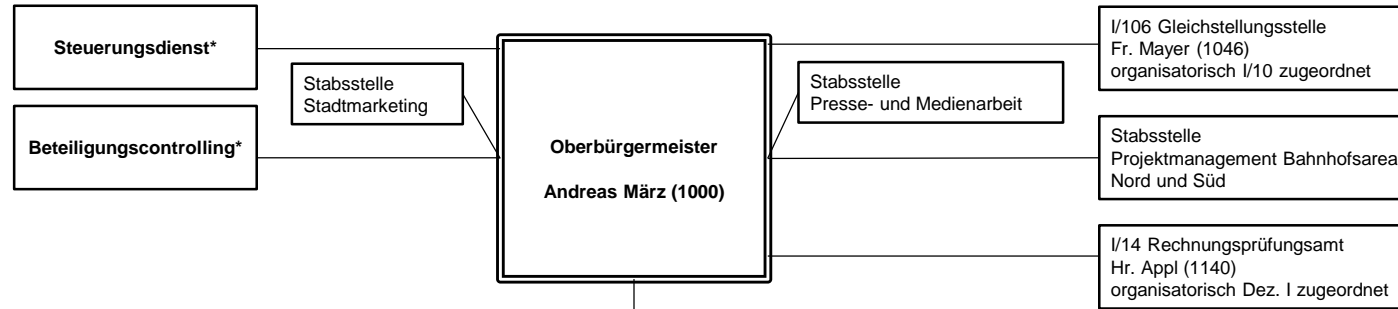 Steuerungsdienst*
Beteiligungscontrolling*
Stabsstelle
Stadtmarketing
Oberbürgermeister
Andreas März (1000)
Stabsstelle
Presse- und Medienarbeit
I/106 Gleichstellungsstelle
Fr. Mayer (1046)
organisatorisch I/10 zugeordnet
Stabsstelle
Projektmanagement Bahnhofsarea
Nord und Süd
I/14 Rechnungsprüfungsamt
Hr. Appl (1140)
organisatorisch Dez. I zugeordnet